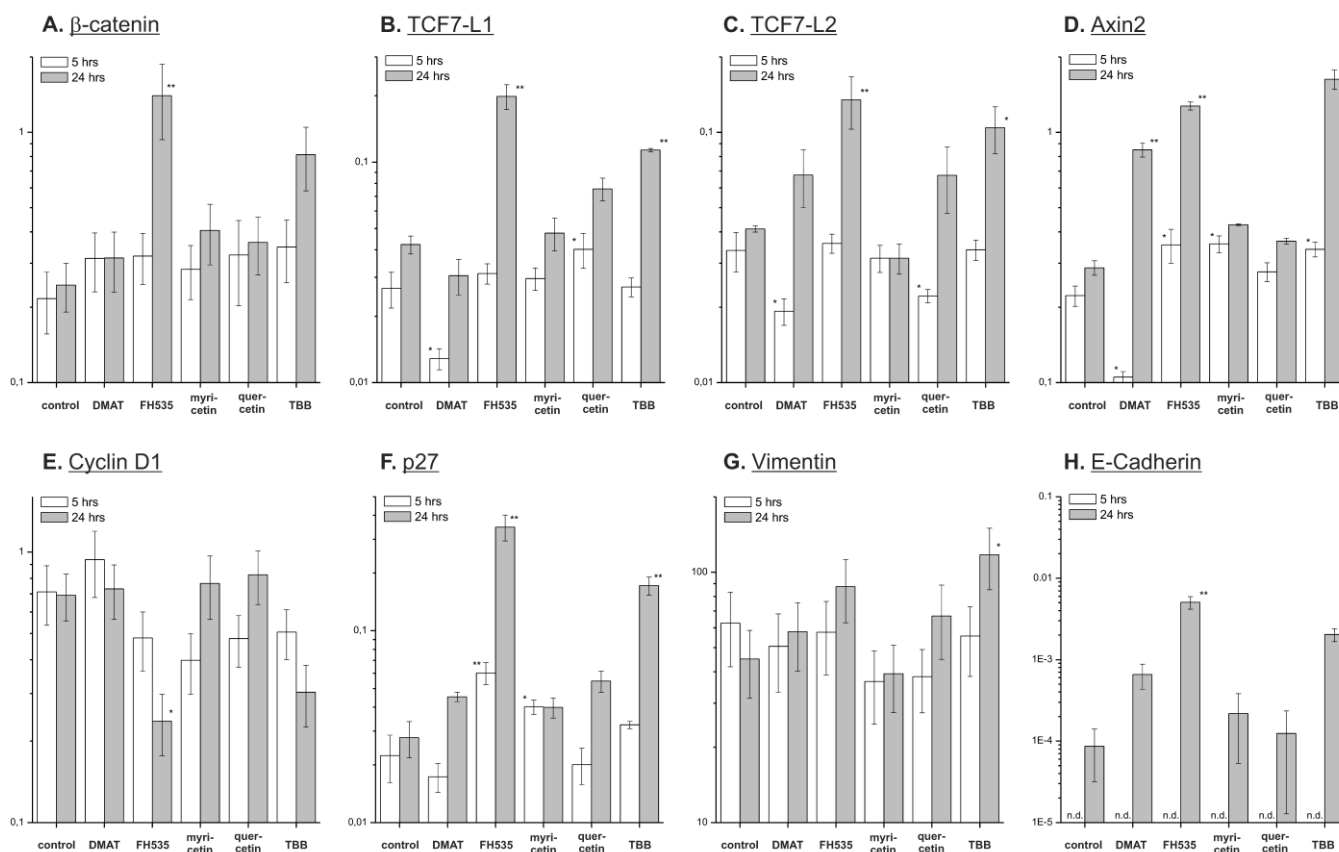 A. β-catenin
5 hrs
24 hrs
1
0,1
**
control DMAT FH535 myri-cetin quer-cetin TBB
B. TCF7-L1
5 hrs
24 hrs
0,1
0,01
* ** * **
control DMAT FH535 myri-cetin quer-cetin TBB
C. TCF7-L2
5 hrs
24 hrs
0,1
0,01
* ** * *
control DMAT FH535 myri-cetin quer-cetin TBB
D. Axin2
5 hrs
24 hrs
1
0,1
* ** * ** * *
control DMAT FH535 myri-cetin quer-cetin TBB
E. Cyclin D1
5 hrs
24 hrs
1
0,1
*
control DMAT FH535 myri-cetin quer-cetin TBB
F. p27
5 hrs
24 hrs
0,1
0,01
** ** * **
control DMAT FH535 myri-cetin quer-cetin TBB
G. Vimentin
5 hrs
24 hrs
100
10
*
control DMAT FH535 myri-cetin quer-cetin TBB
H. E-Cadherin
5 hrs
24 hrs
0.1
0.01
1E-3
1E-4
1E-5
**
n.d. n.d. n.d. n.d. n.d. n.d.
control DMAT FH535 myri-cetin quer-cetin TBB